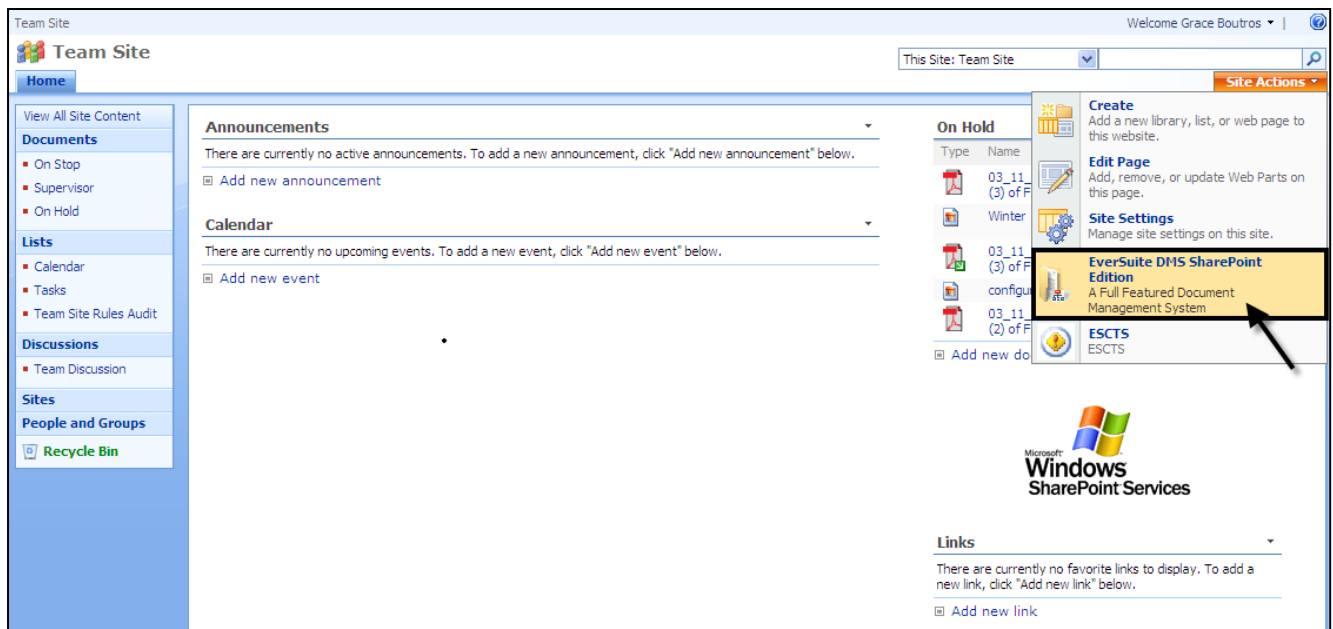 Team Site
Welcome Grace Boutros
Team Site
This Site: Team Site
Home
Site Actions
View All Site Content
Documents
On Stop
Supervisor
On Hold
Lists
Calendar
Tasks
Team Site Rules Audit
Discussions
Team Discussion
Sites
People and Groups
Recycle Bin
Announcements
There are currently no active announcements. To add a new announcement, click "Add new announcement" below.
Add new announcement
Calendar
There are currently no upcoming events. To add a new event, click "Add new event" below.
Add new event
On Hold
Type Name
03_11_
(3) of F
Winter
03_11_
(3) of F
configu
03_11_
(2) of F
Add new do
Create
Add a new library, list, or web page to
this website.
Edit Page
Add, remove, or update Web Parts on
this page.
Site Settings
Manage site settings on this site.
EverSuite DMS SharePoint
Edition
A Full Featured Document
Management System
ESCTS
ESCTS
Microsoft
Windows
SharePoint Services
Links
There are currently no favorite links to display. To add a
new link, click "Add new link" below.
Add new link